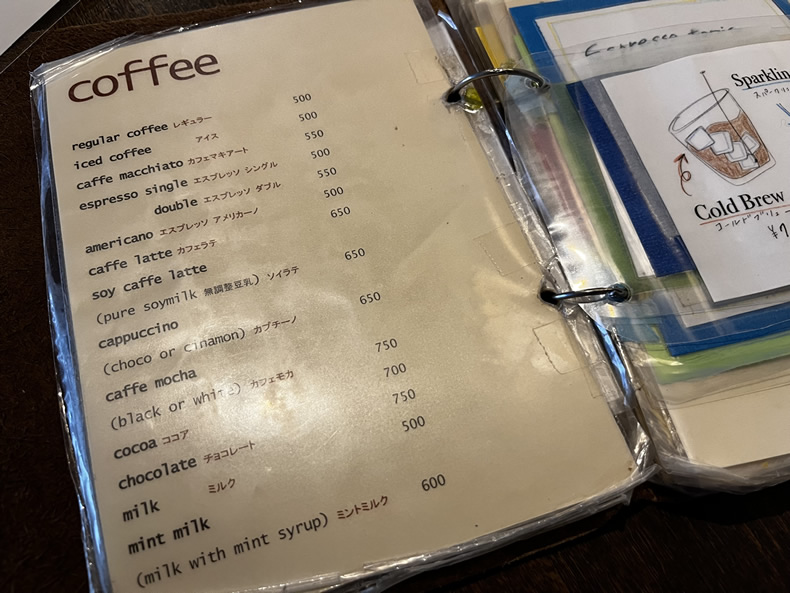 coffee
regular coffee レギュラー 500
iced coffee アイス 500
caffe macchiato カフェマキアート 550
espresso single エスプレッソ シングル 500
double エスプレッソ ダブル 550
americano エスプレッソ アメリカーノ 500
caffe latte カフェラテ 650
soy caffe latte 650
(pure soymilk 無調整豆乳) ソイラテ
cappuccino 650
(choco or cinamon) カプチーノ
caffe mocha 750
(black or white) カフェモカ
cocoa ココア 700
chocolate チョコレート 750
milk ミルク 500
mint milk 600
(milk with mint syrup) ミントミルク
Sparklin
スパークリ
Cold Brew
コールドブリュー
¥7